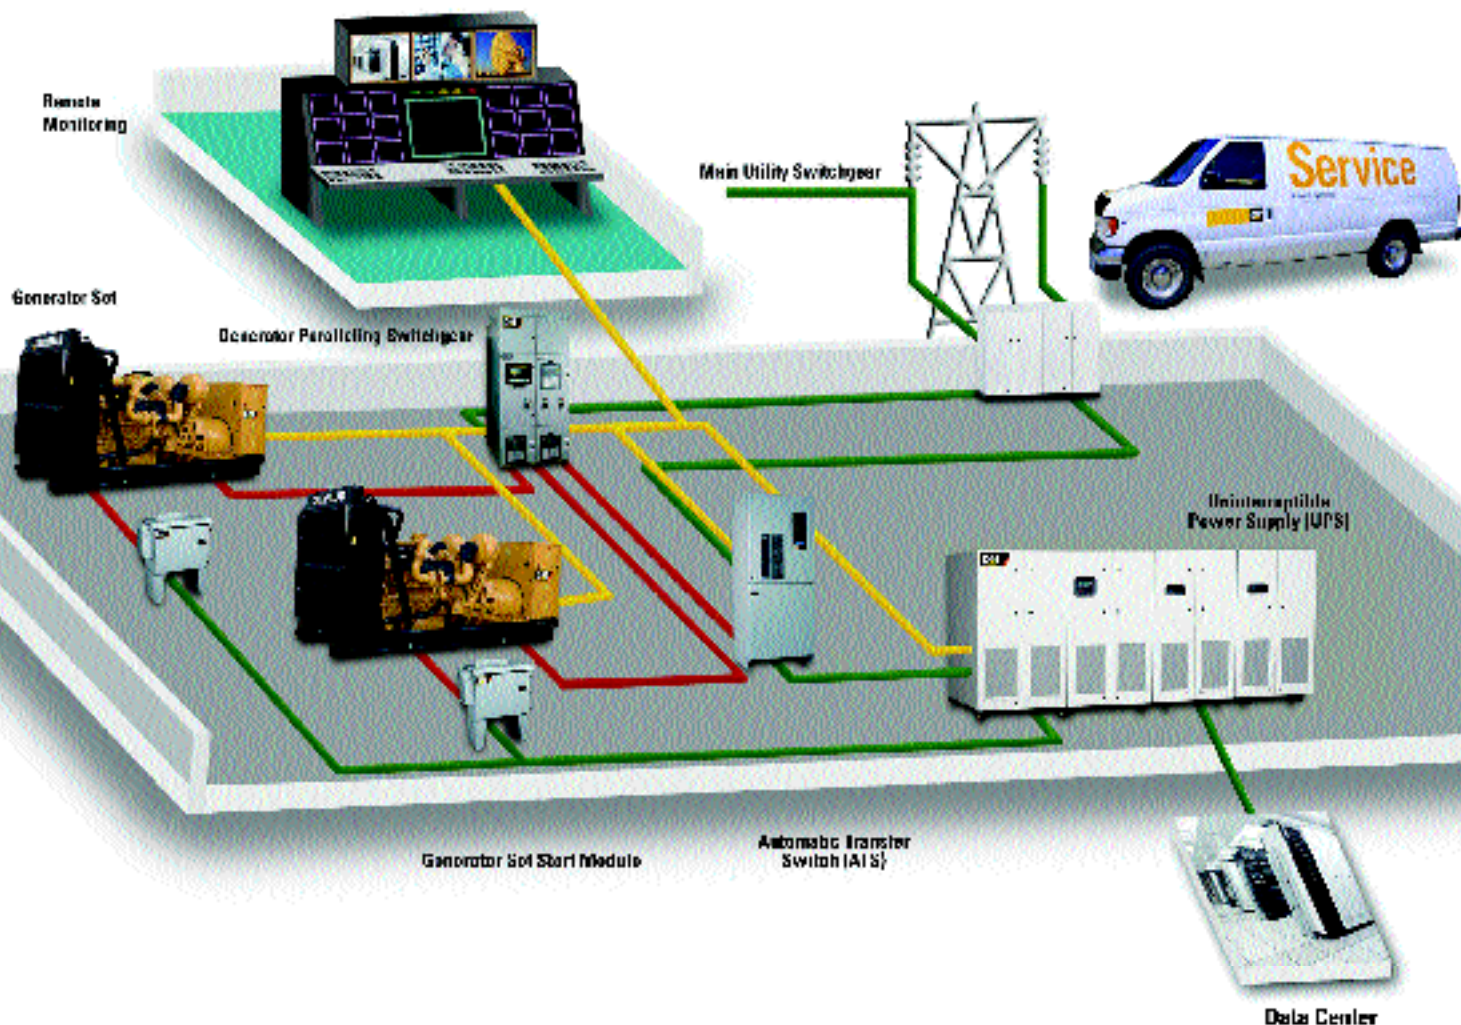 Remote
Monitoring
Main Utility Switchgear
Service
Generator Set
Generator Paralleling Switchgear
Uninterruptible
Power Supply (UPS)
Generator Set Start Module
Automatic Transfer
Switch (ATS)
Data Center